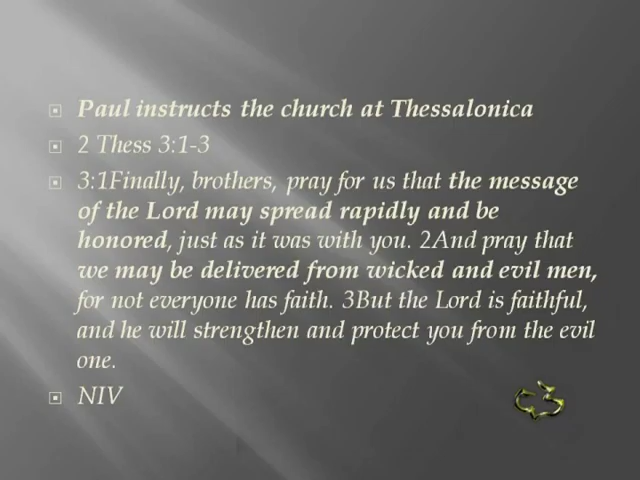 Paul instructs the church at Thessalonica
2 Thess 3:1-3
3:1Finally, brothers, pray for us that the message
of the Lord may spread rapidly and be
honored, just as it was with you. 2And pray that
we may be delivered from wicked and evil men,
for not everyone has faith. 3But the Lord is faithful,
and he will strengthen and protect you from the evil
one.
NIV